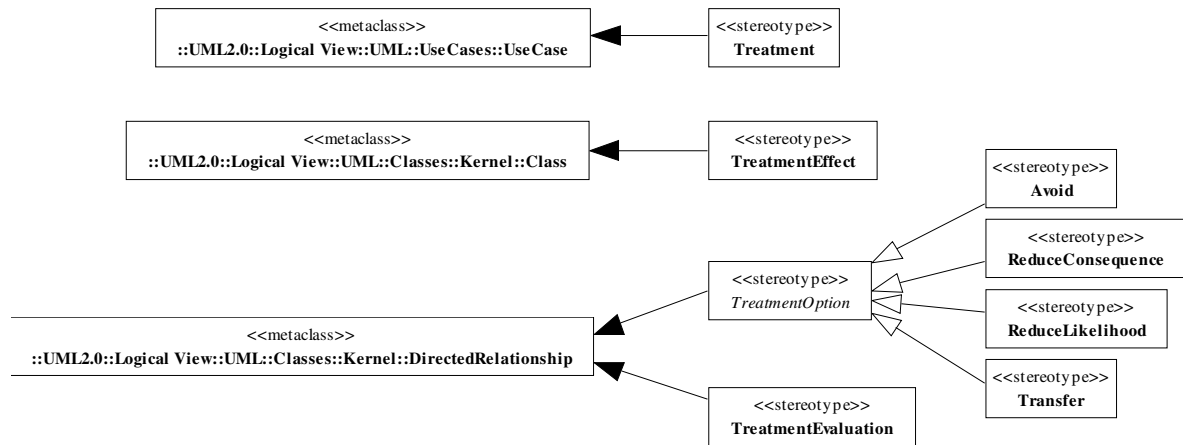 <<metaclass>>
::UML2.0::Logical View::UML::UseCases::UseCase
<<stereotype>>
Treatment
<<metaclass>>
::UML2.0::Logical View::UML::Classes::Kernel::Class
<<stereotype>>
TreatmentEffect
<<stereotype>>
Avoid
<<stereotype>>
ReduceConsequence
<<stereotype>>
TreatmentOption
<<stereotype>>
ReduceLikelihood
<<metaclass>>
::UML2.0::Logical View::UML::Classes::Kernel::DirectedRelationship
<<stereotype>>
Transfer
<<stereotype>>
TreatmentEvaluation